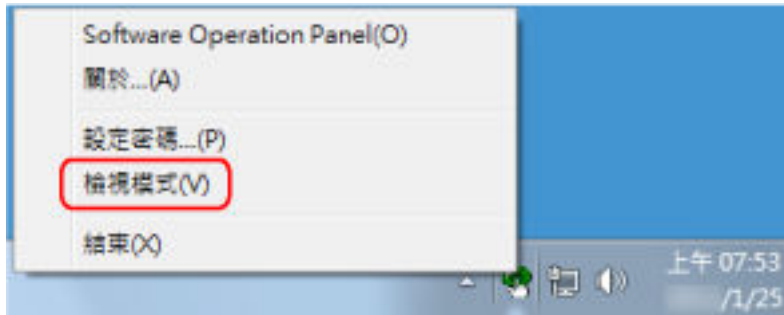 Software Operation Panel(O)
關於...(A)
設定密碼...(P)
檢視模式(V)
結束(X)
上午 07:53
/1/25